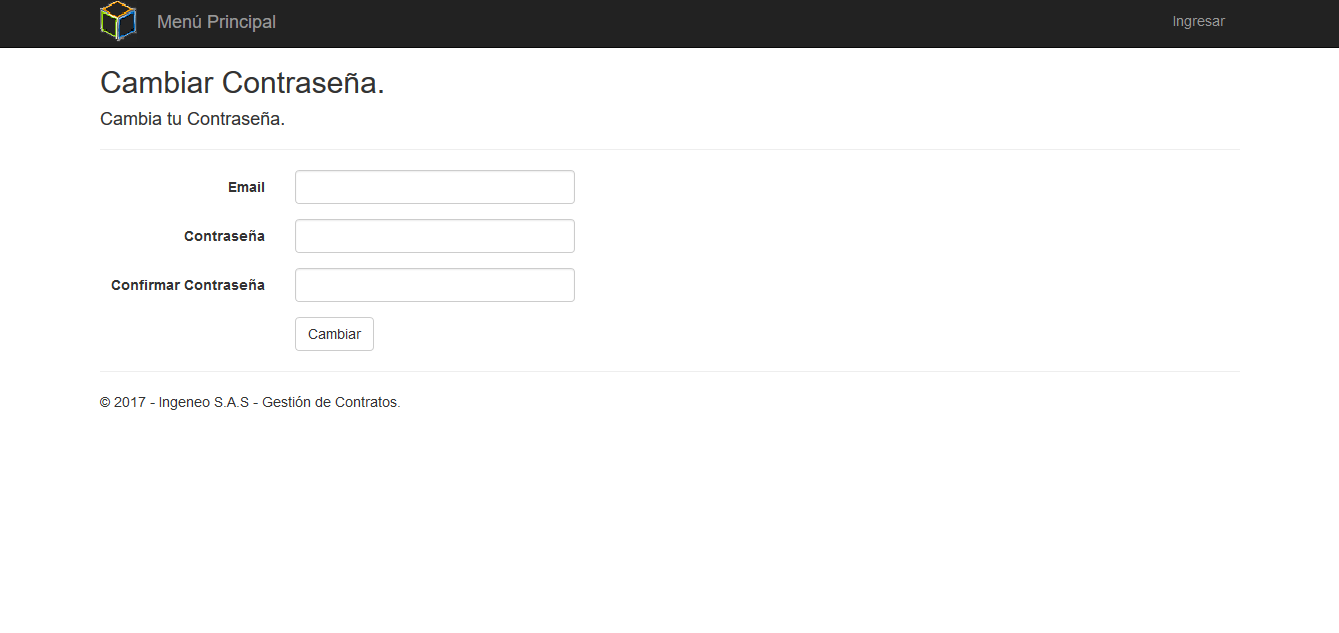 Menú Principal
Ingresar
Cambiar Contraseña.
Cambia tu Contraseña.
Email
Contraseña
Confirmar Contraseña
Cambiar
© 2017 - Ingeneo S.A.S - Gestión de Contratos.